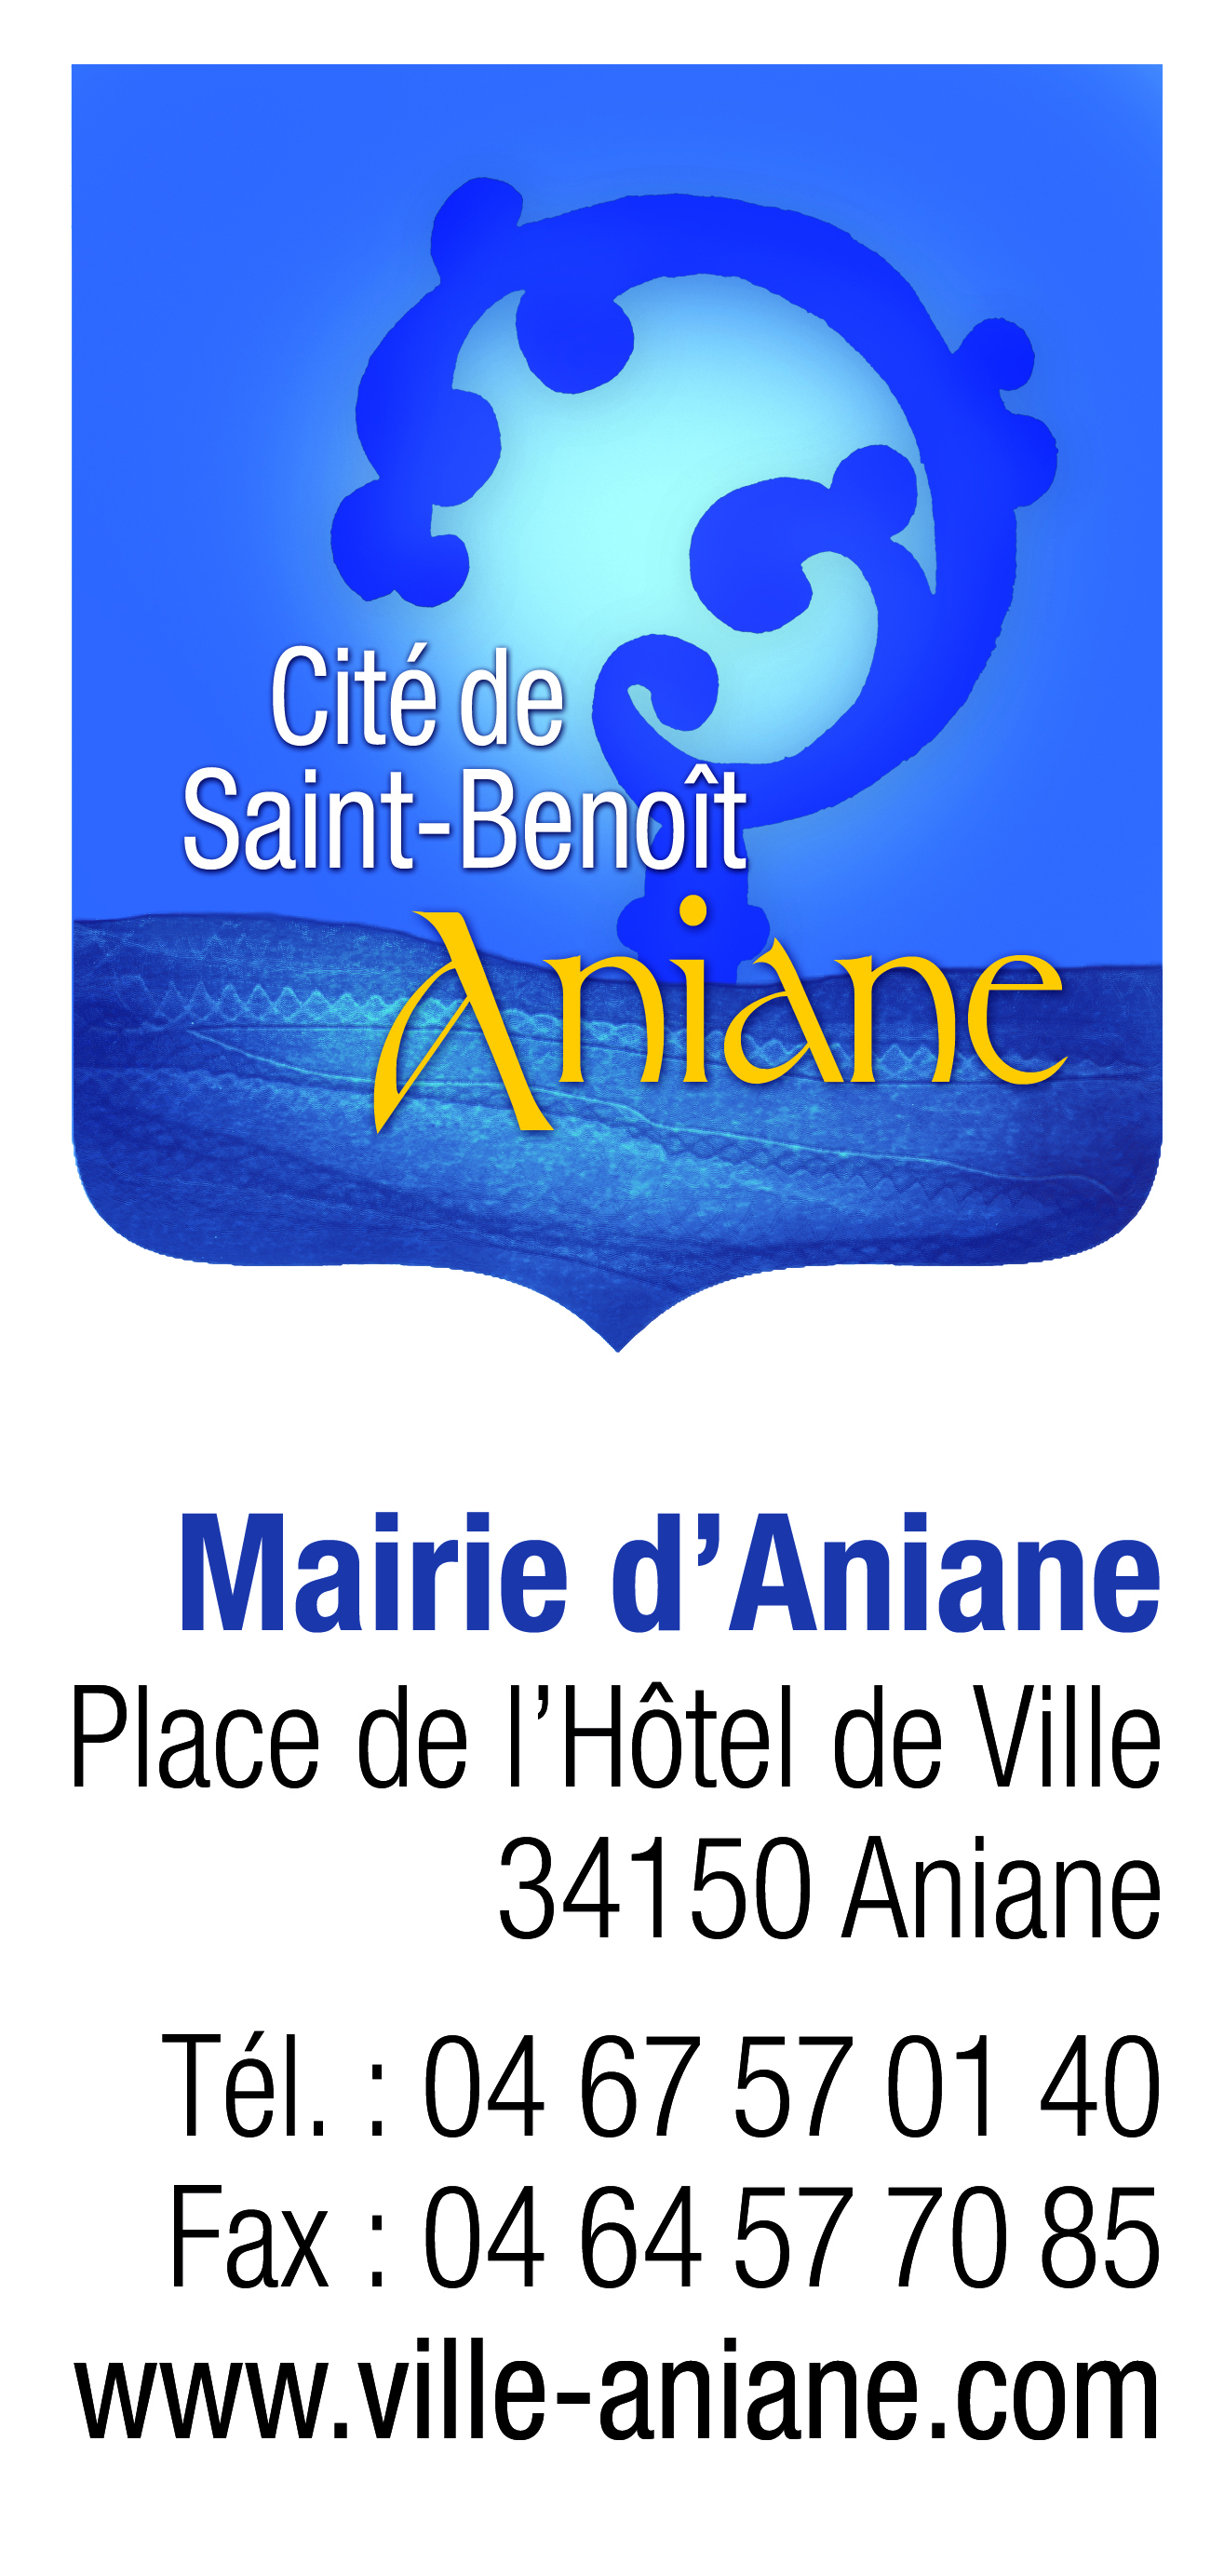 Cité de
Saint-Benoît
Aniane
Mairie d’Aniane
Place de l’Hôtel de Ville
34150 Aniane
Tél. : 04 67 57 01 40
Fax : 04 64 57 70 85
www.ville-aniane.com